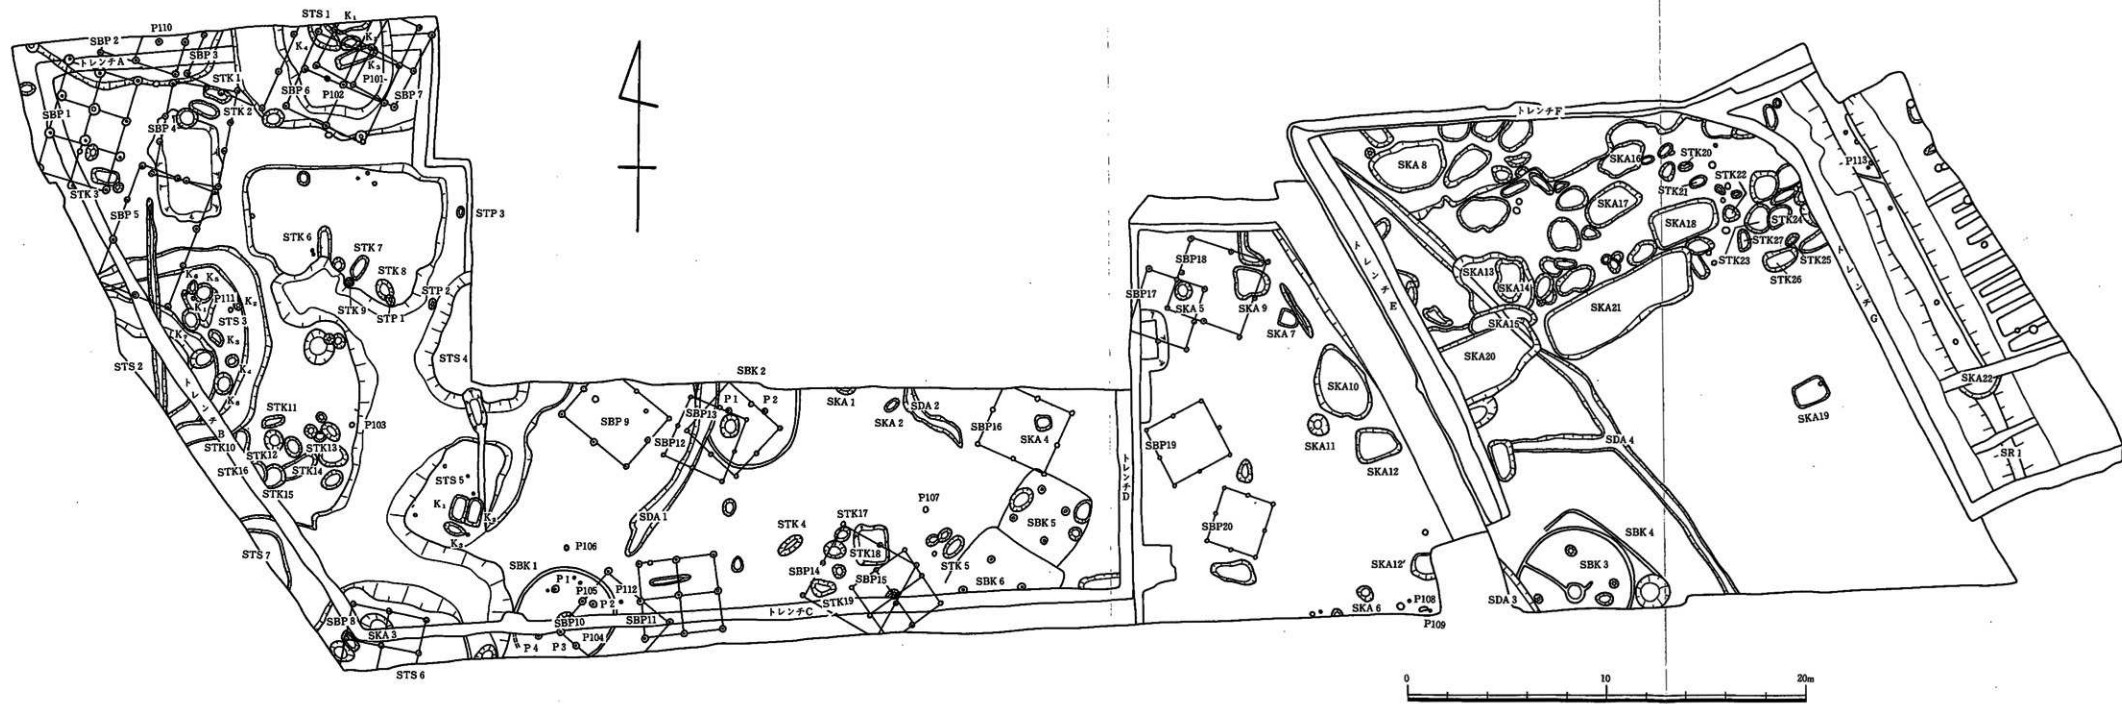 STS 1
K₁
P110
SBP 2
SBP 3
K₄
K₂
トレンチA
K₃
P101
STK 1
P102
SBP 6
SBP 7
SBP 1
STK 2
SBP 4
STK 3
SBP 5
STP 3
STK 6
STK 7
STK 8
STP 2
STK 9
STP 1
P111
K₁
STS 3
STS 2
STS 4
トレンチB
STK11
P103
STK10
STK12
STK13
STK16
STK14
STK15
STS 5
K₁
STS 7
SBP 8
SKA 3
STS 6
SBK 2
SBP 9
SBP13
P 1
P 2
SBP12
SDA 1
P106
SBK 1
P 1
P105
P 2
P112
SBP10
SBP11
P104
P 4
P 3
トレンチC
SKA 1
SKA 2
SDA 2
SBP16
SKA 4
P107
STK 4
STK17
STK18
SBK 5
SBP14
STK 5
SBP15
SBK 6
STK19
トレンチD
SBP18
SBP17
SKA 5
SKA 9
SKA 7
SKA10
SBP19
SKA11
SKA12
SBP20
SKA12′
SKA 6
P108
P109
トレンチE
トレンチF
SKA 8
SKA16
STK20
STK22
STK21
SKA17
SKA18
STK24
STK27
STK23
STK25
STK26
SKA13
SKA14
SKA15
SKA21
SKA20
SKA19
SDA 4
SBK 4
SBK 3
SDA 3
トレンチG
P113
SKA22
SR 1
0 10 20m